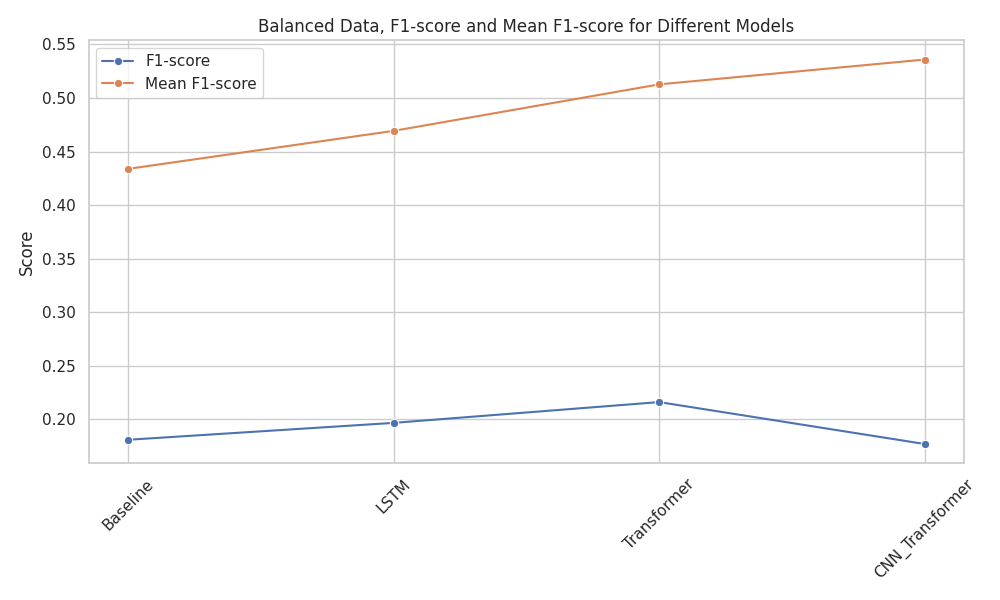 Balanced Data, F1-score and Mean F1-score for Different Models
F1-score
Mean F1-score
Score
0.55
0.50
0.45
0.40
0.35
0.30
0.25
0.20
Baseline
LSTM
Transformer
CNN_Transformer